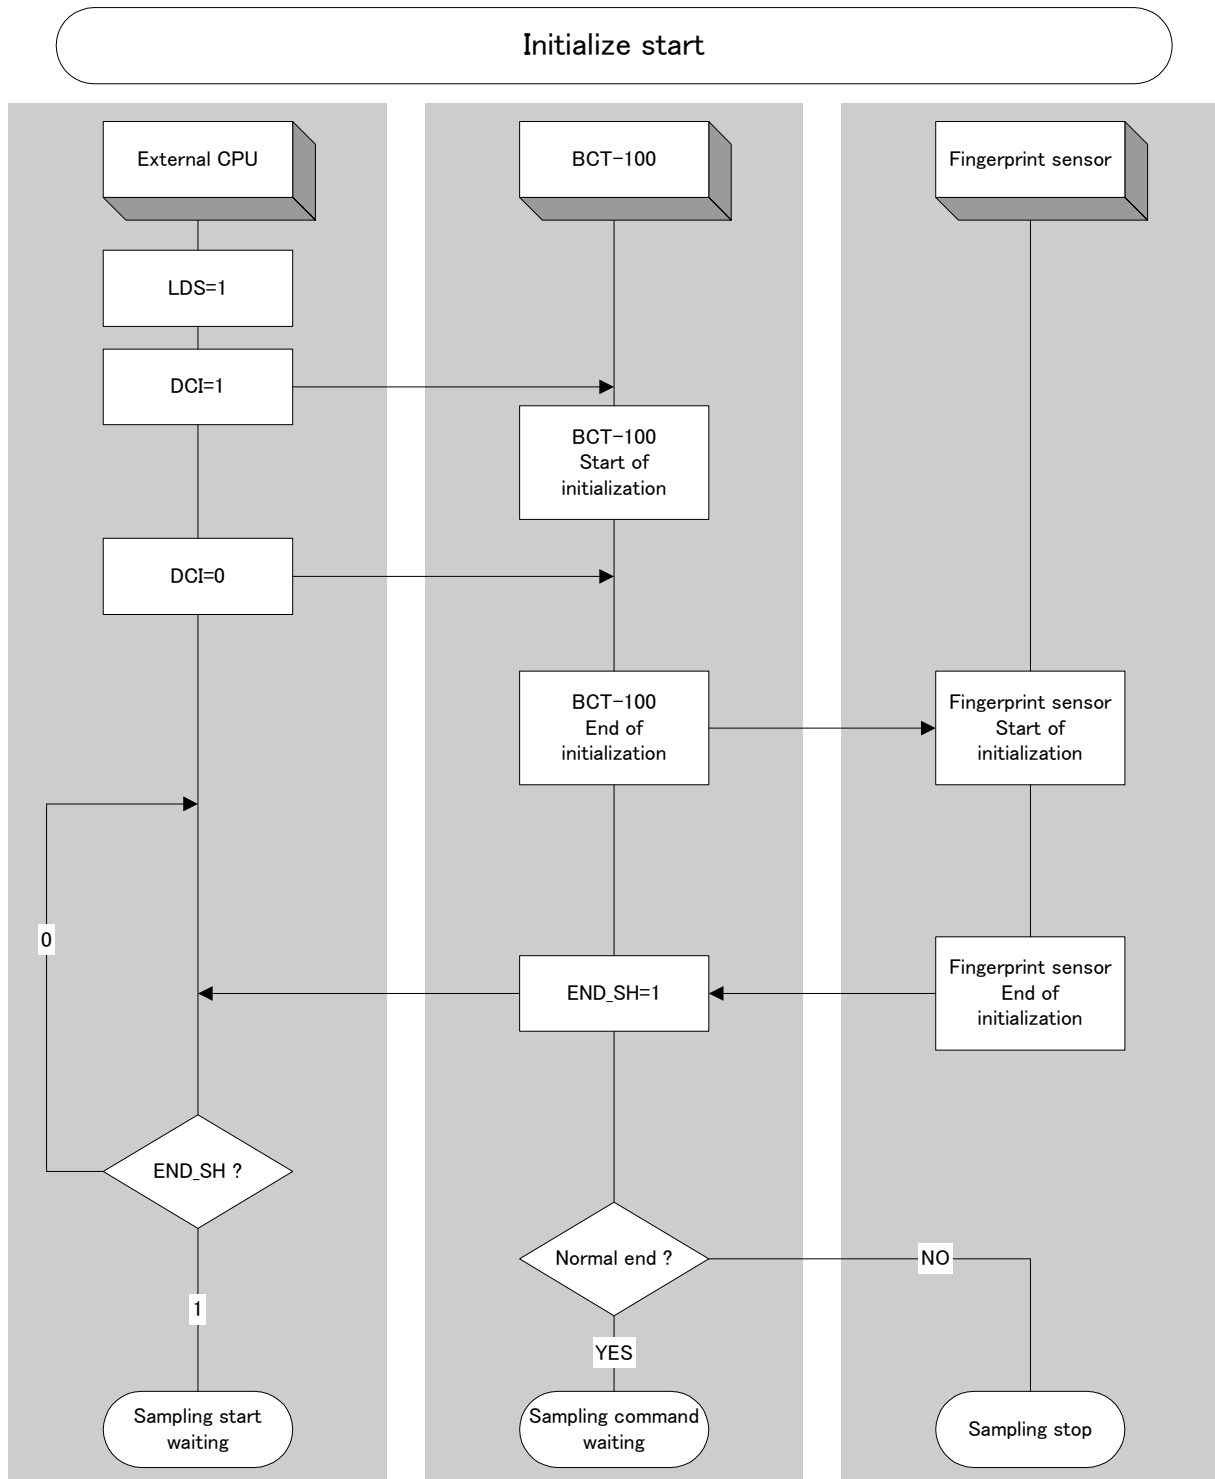 Initialize start
External CPU
BCT-100
Fingerprint sensor
LDS=1
DCI=1
BCT-100
Start of
initialization
DCI=0
BCT-100
End of
initialization
Fingerprint sensor
Start of
initialization
0
END_SH=1
Fingerprint sensor
End of
initialization
END_SH ?
Normal end ?
NO
1
YES
Sampling start
waiting
Sampling command
waiting
Sampling stop